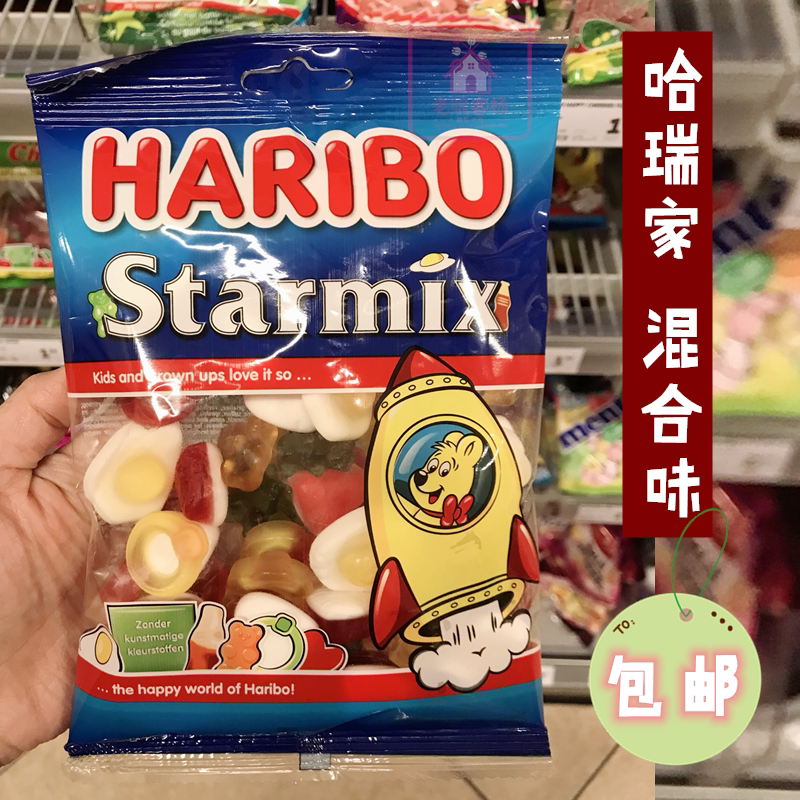 HARIBO
Starmix
Kids and grown ups love it so ...
Zonder
kunstmatige
kleurstoffen
... the happy world of Haribo!
哈瑞家 混合味
TO:
包邮